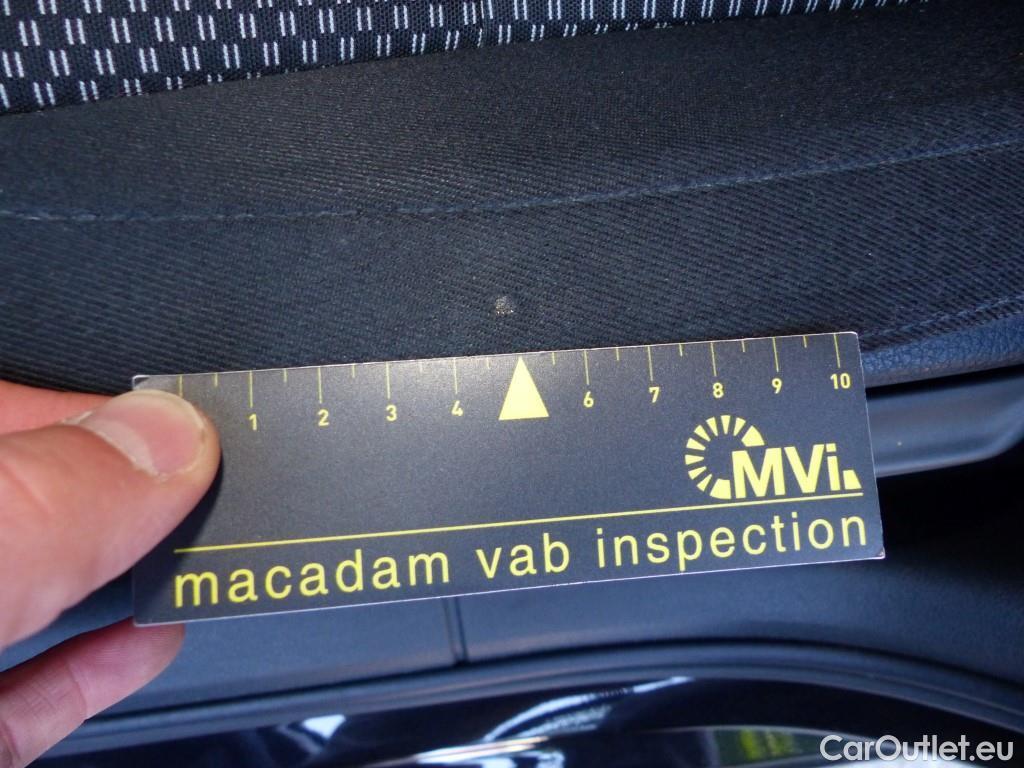 1 2 3 4 6 7 8 9 10
MVi
macadam vab inspection
CarOutlet.eu